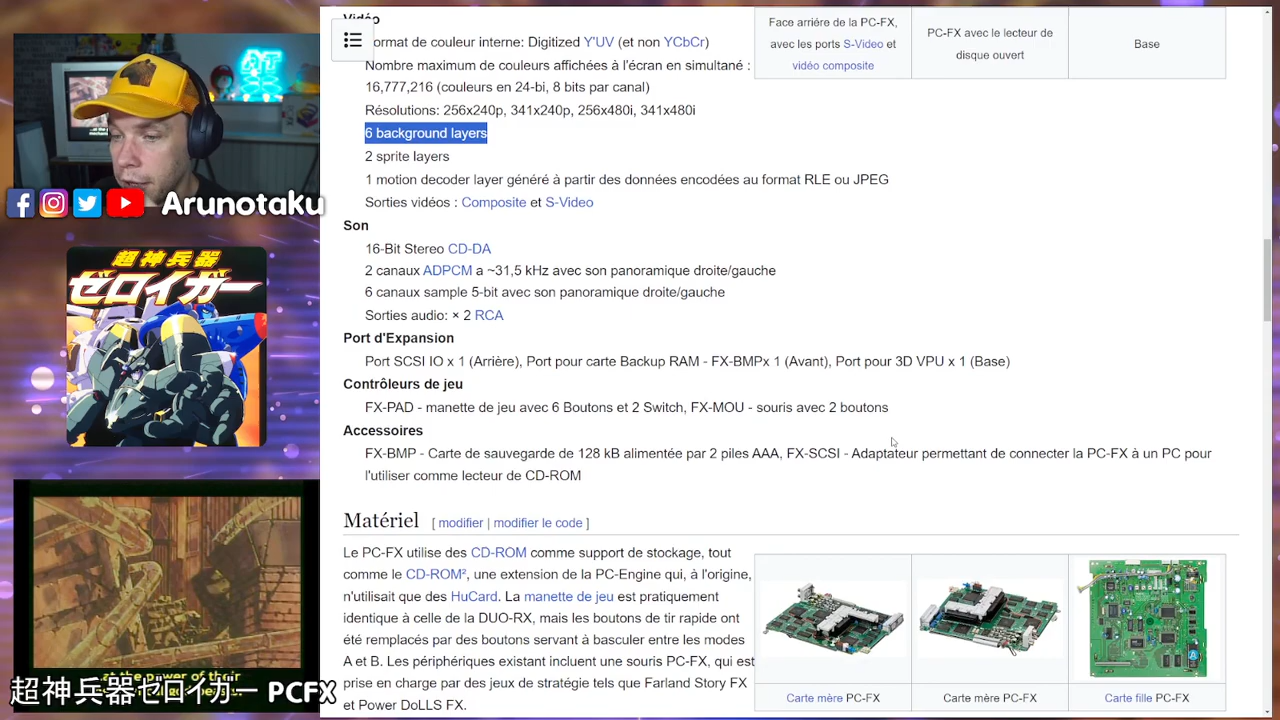 Vidéo
Format de couleur interne: Digitized Y'UV (et non YCbCr)
Nombre maximum de couleurs affichées à l'écran en simultané :
16,777,216 (couleurs en 24-bi, 8 bits par canal)
Résolutions: 256x240p, 341x240p, 256x480i, 341x480i
6 background layers
2 sprite layers
1 motion decoder layer généré à partir des données encodées au format RLE ou JPEG
Sorties vidéos : Composite et S-Video
Son
16-Bit Stereo CD-DA
2 canaux ADPCM a ~31,5 kHz avec son panoramique droite/gauche
6 canaux sample 5-bit avec son panoramique droite/gauche
Sorties audio: × 2 RCA
Port d'Expansion
Port SCSI IO x 1 (Arrière), Port pour carte Backup RAM - FX-BMPx 1 (Avant), Port pour 3D VPU x 1 (Base)
Contrôleurs de jeu
FX-PAD - manette de jeu avec 6 Boutons et 2 Switch, FX-MOU - souris avec 2 boutons
Accessoires
FX-BMP - Carte de sauvegarde de 128 kB alimentée par 2 piles AAA, FX-SCSI - Adaptateur permettant de connecter la PC-FX à un PC pour
l'utiliser comme lecteur de CD-ROM
Matériel [ modifier | modifier le code ]
Le PC-FX utilise des CD-ROM comme support de stockage, tout
comme le CD-ROM², une extension de la PC-Engine qui, à l'origine,
n'utilisait que des HuCard. La manette de jeu est pratiquement
identique à celle de la DUO-RX, mais les boutons de tir rapide ont
été remplacés par des boutons servant à basculer entre les modes
A et B. Les périphériques existant incluent une souris PC-FX, qui est
prise en charge par des jeux de stratégie tels que Farland Story FX
et Power DoLLS FX.
Face arriére de la PC-FX,
avec les ports S-Video et
vidéo composite
PC-FX avec le lecteur de
disque ouvert
Base
Carte mère PC-FX
Carte mère PC-FX
Carte fille PC-FX
Arunotaku
超神兵器
ゼロイガー
at the power of their
超神兵器ゼロイガー PCFX